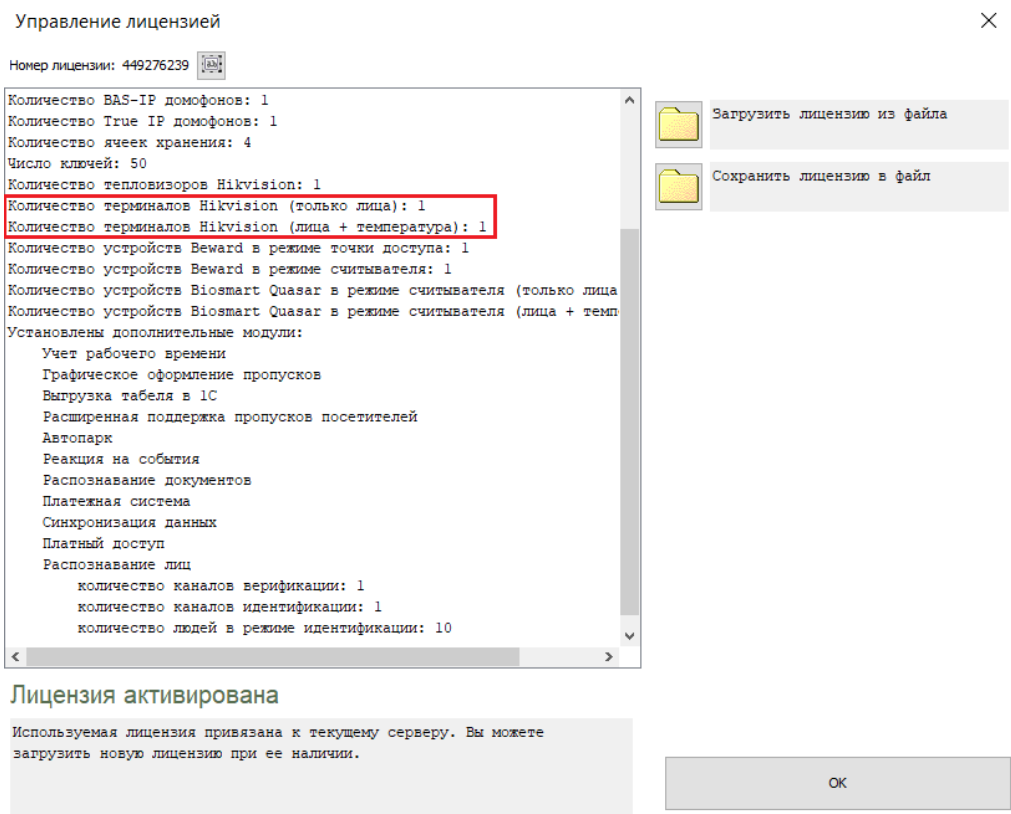 Управление лицензией
Номер лицензии: 449276239
Количество BAS-IP домофонов: 1
Количество True IP домофонов: 1
Количество ячеек хранения: 4
Число ключей: 50
Количество тепловизоров Hikvision: 1
Количество терминалов Hikvision (только лица): 1
Количество терминалов Hikvision (лица + температура): 1
Количество устройств Beward в режиме точки доступа: 1
Количество устройств Beward в режиме считывателя: 1
Количество устройств Biosmart Quasar в режиме считывателя (только лица
Количество устройств Biosmart Quasar в режиме считывателя (лица + темп
Установлены дополнительные модули:
Учет рабочего времени
Графическое оформление пропусков
Выгрузка табеля в 1С
Расширенная поддержка пропусков посетителей
Автопарк
Реакция на события
Распознавание документов
Платежная система
Синхронизация данных
Платный доступ
Распознавание лиц
количество каналов верификации: 1
количество каналов идентификации: 1
количество людей в режиме идентификации: 10
Загрузить лицензию из файла
Сохранить лицензию в файл
Лицензия активирована
Используемая лицензия привязана к текущему серверу. Вы можете
загрузить новую лицензию при ее наличии.
ОК